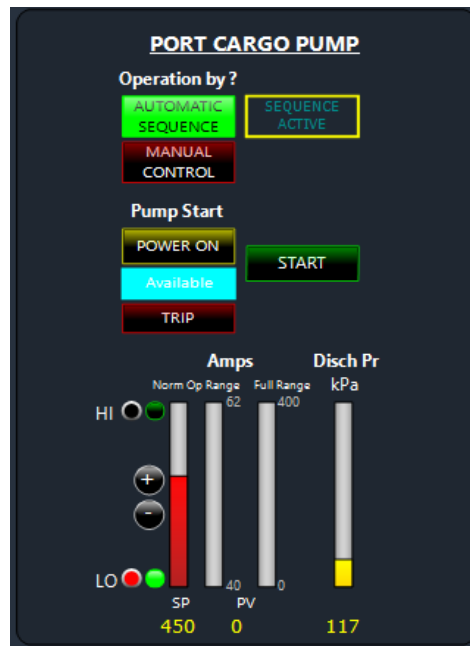 PORT CARGO PUMP
Operation by ?
AUTOMATIC
SEQUENCE
SEQUENCE
ACTIVE
MANUAL
CONTROL
Pump Start
POWER ON
START
Available
TRIP
Amps
Disch Pr
Norm Op Range
Full Range
kPa
HI
62
400
+
-
LO
40
0
SP
PV
450
0
117